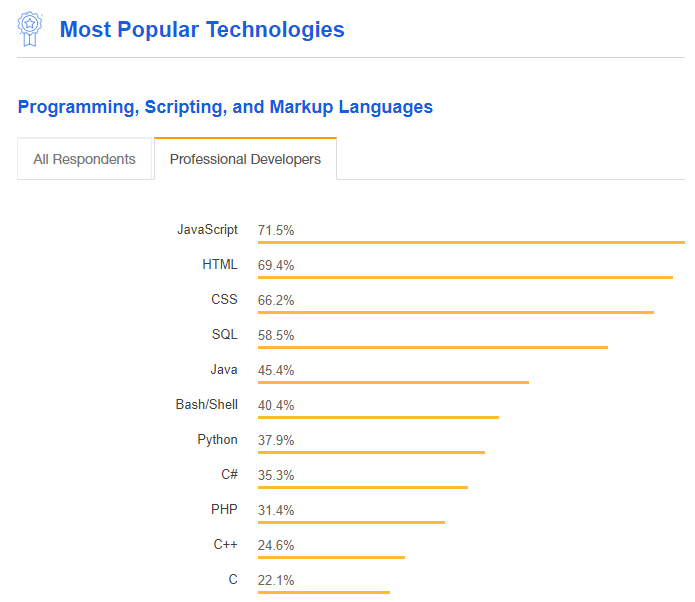 Most Popular Technologies
Programming, Scripting, and Markup Languages
All Respondents Professional Developers
JavaScript 71.5%
HTML 69.4%
CSS 66.2%
SQL 58.5%
Java 45.4%
Bash/Shell 40.4%
Python 37.9%
C# 35.3%
PHP 31.4%
C++ 24.6%
C 22.1%